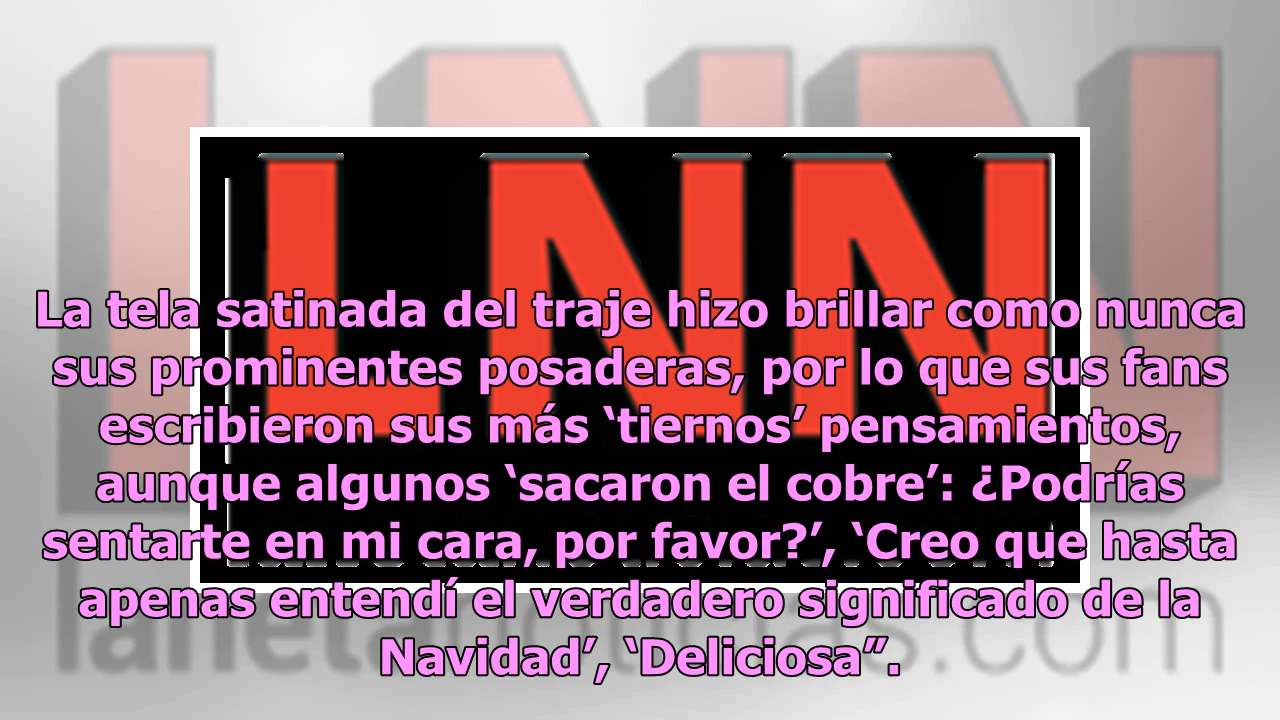 LNN
LNN
La tela satinada del traje hizo brillar como nunca
sus prominentes posaderas, por lo que sus fans
escribieron sus más ‘tiernos’ pensamientos,
aunque algunos ‘sacaron el cobre’: ¿Podrías
sentarte en mi cara, por favor?’, ‘Creo que hasta
apenas entendí el verdadero significado de la
Navidad’, ‘Deliciosa”.
.com